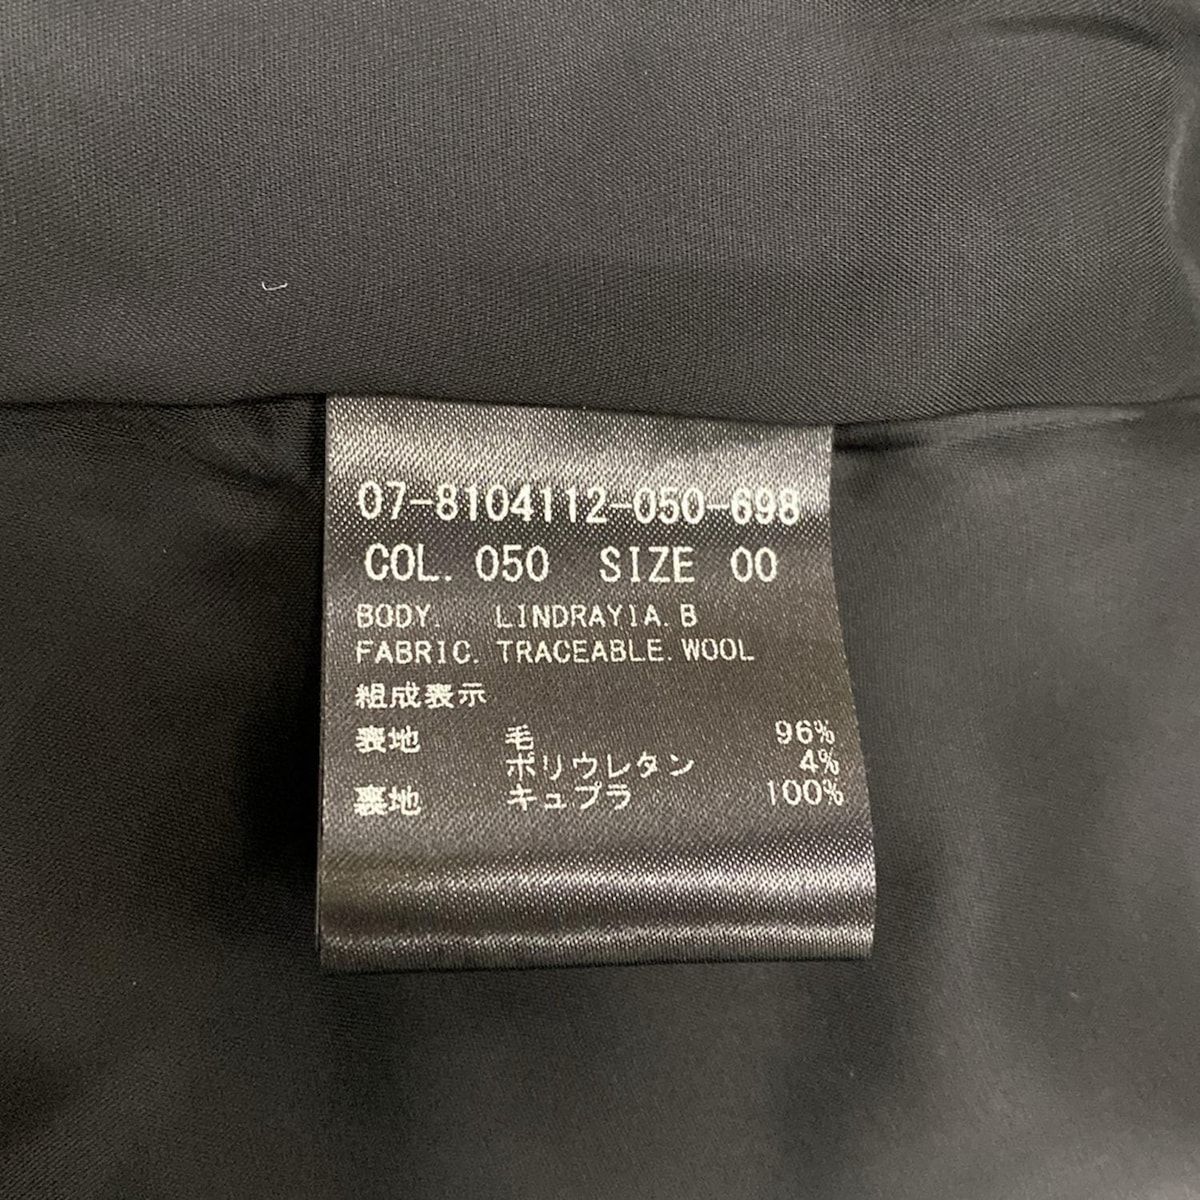 07-8104112-050-698
COL. 050 SIZE 00
BODY. LINDRAYIA.B
FABRIC. TRACEABLE.WOOL
組成表示
表地 毛 96%
ポリウレタン 4%
裏地 キュプラ 100%